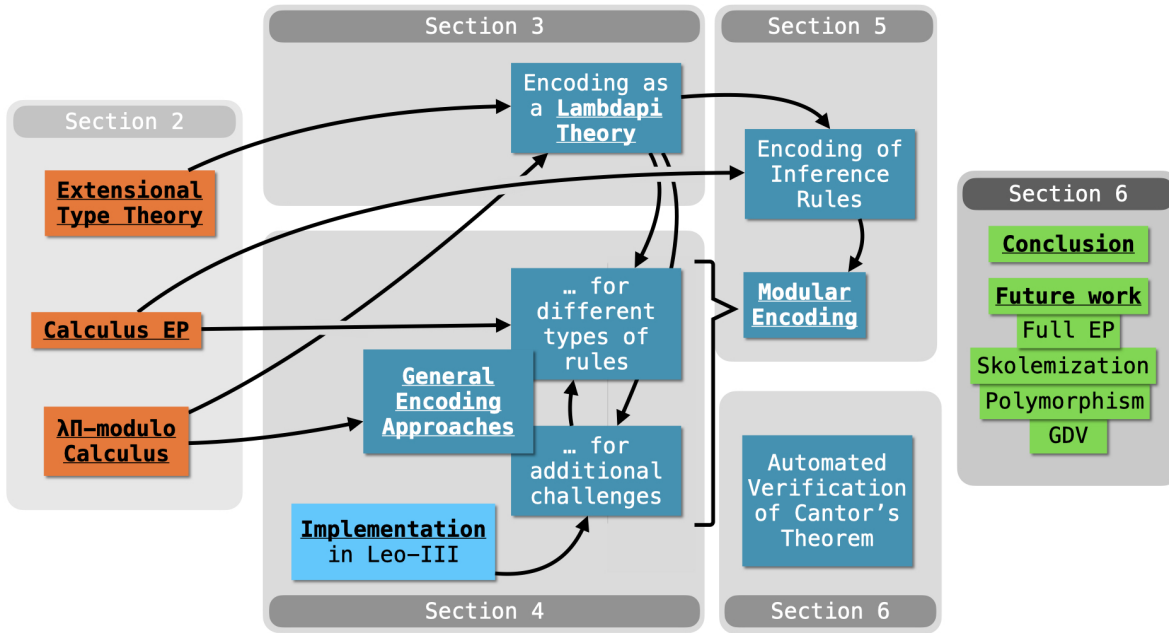 Section 2
Extensional
Type Theory
Calculus EP
λΠ-modulo
Calculus
Section 3
Encoding as
a Lambdapi
Theory
… for
different
types of
rules
General
Encoding
Approaches
… for
additional
challenges
Implementation
in Leo-III
Section 4
Section 5
Encoding of
Inference
Rules
Modular
Encoding
Automated
Verification
of Cantor's
Theorem
Section 6
Section 6
Conclusion
Future work
Full EP
Skolemization
Polymorphism
GDV